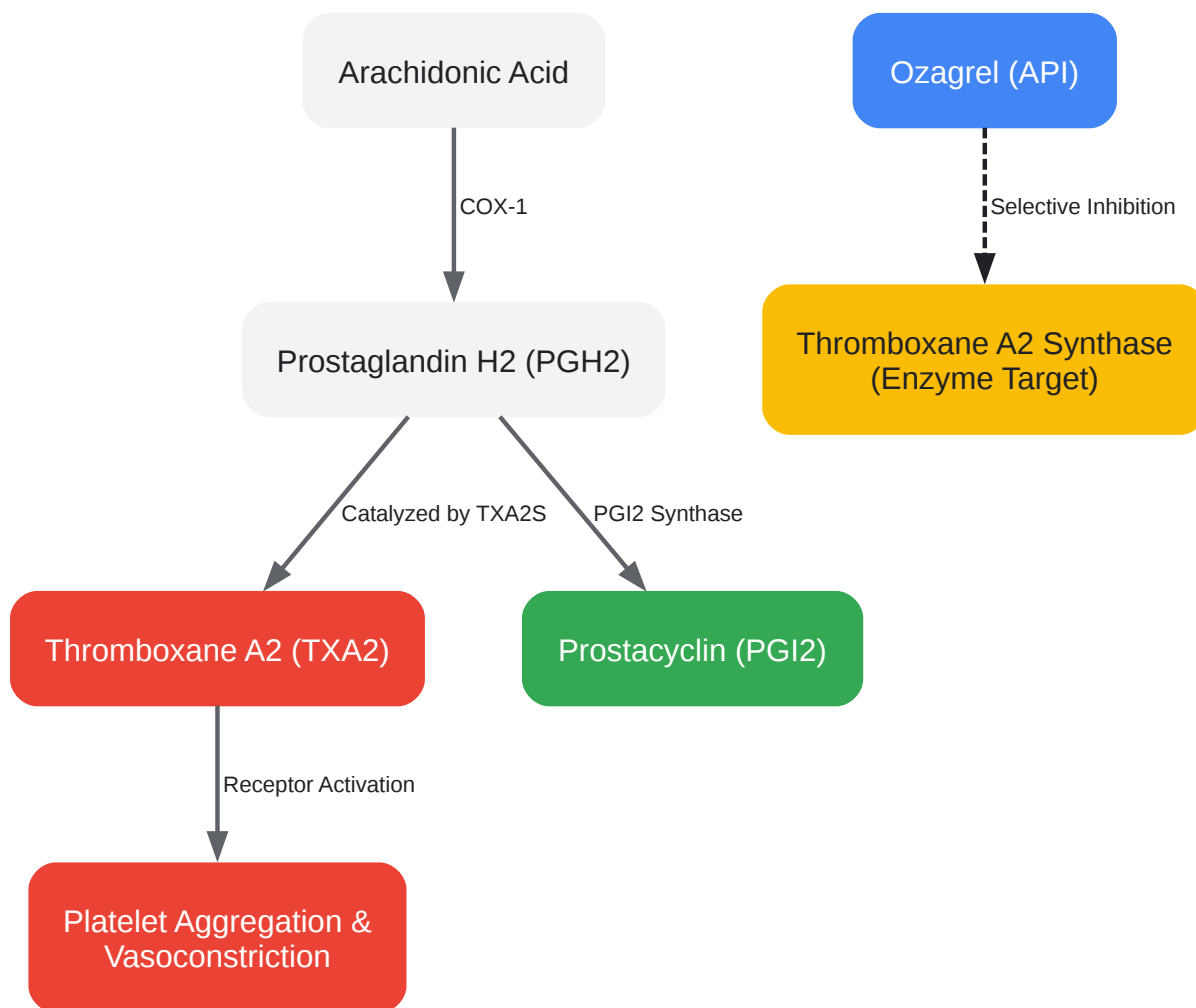 Arachidonic Acid
Ozagrel (API)
COX-1
Selective Inhibition
Prostaglandin H2 (PGH2)
Thromboxane A2 Synthase
(Enzyme Target)
Catalyzed by TXA2S
PGI2 Synthase
Thromboxane A2 (TXA2)
Prostacyclin (PGI2)
Receptor Activation
Platelet Aggregation &
Vasoconstriction